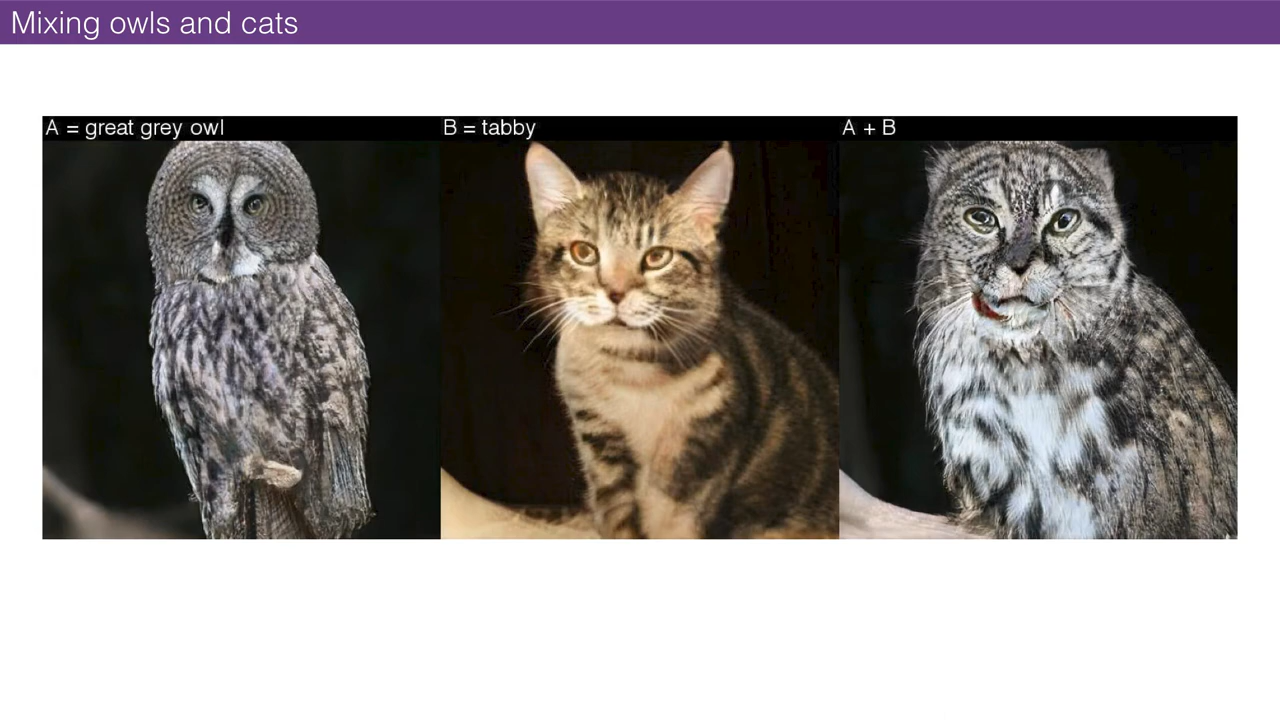 Mixing owls and cats
A = great grey owl
B = tabby
A + B